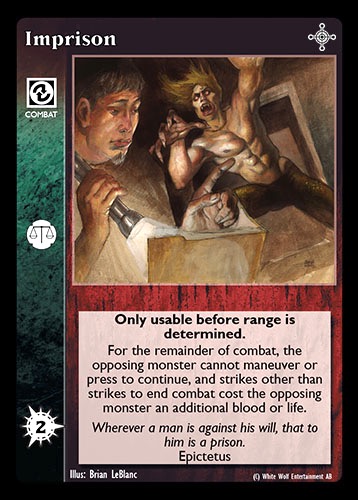 Imprison
COMBAT
Only usable before range is
determined.
For the remainder of combat, the
opposing monster cannot maneuver or
press to continue, and strikes other than
strikes to end combat cost the opposing
monster an additional blood or life.
Wherever a man is against his will, that to
him is a prison.
Epictetus
2
Illus: Brian LeBlanc
(C) White Wolf Entertainment AB